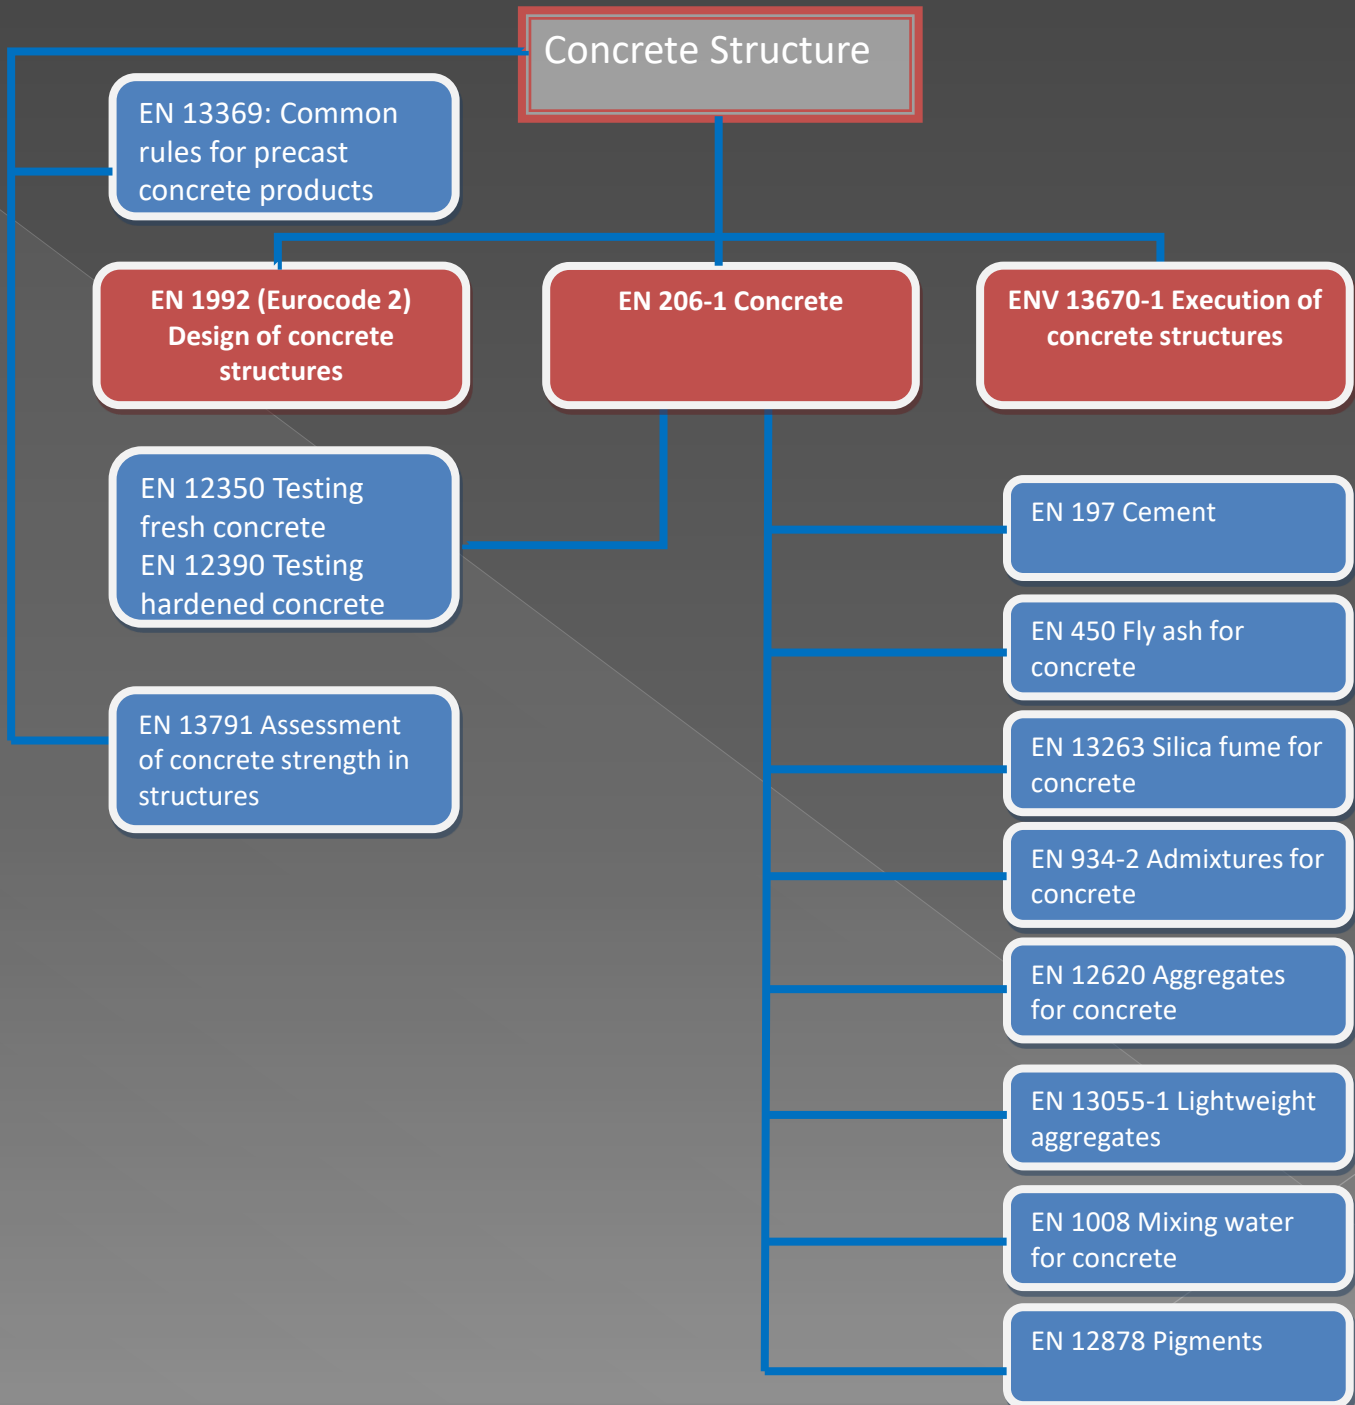 Concrete Structure
EN 13369: Common
rules for precast
concrete products
EN 1992 (Eurocode 2)
Design of concrete
structures
EN 206-1 Concrete
ENV 13670-1 Execution of
concrete structures
EN 12350 Testing
fresh concrete
EN 12390 Testing
hardened concrete
EN 13791 Assessment
of concrete strength in
structures
EN 197 Cement
EN 450 Fly ash for
concrete
EN 13263 Silica fume for
concrete
EN 934-2 Admixtures for
concrete
EN 12620 Aggregates
for concrete
EN 13055-1 Lightweight
aggregates
EN 1008 Mixing water
for concrete
EN 12878 Pigments